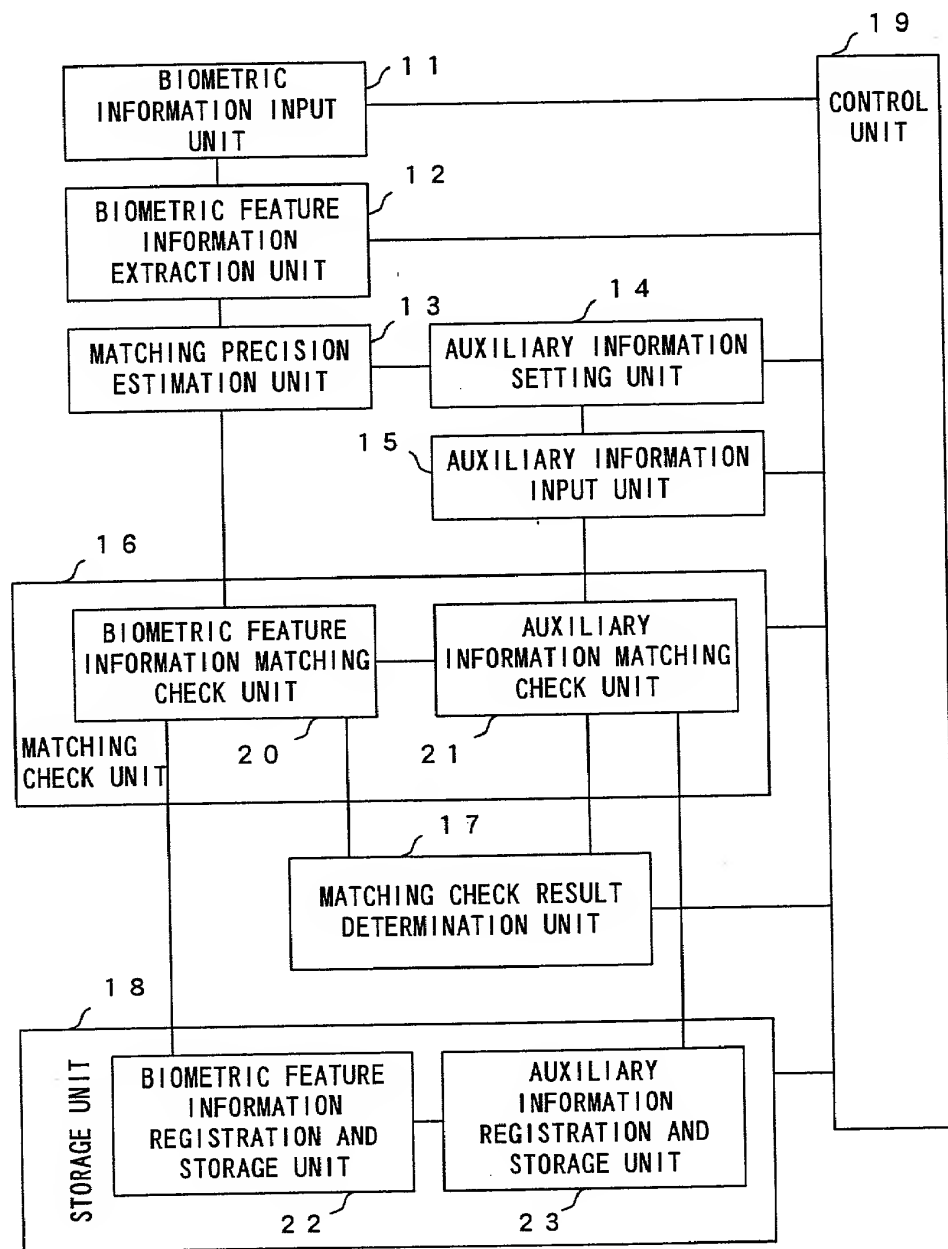 19
11
BIOMETRIC
INFORMATION INPUT
UNIT
CONTROL
UNIT
12
BIOMETRIC FEATURE
INFORMATION
EXTRACTION UNIT
13
14
MATCHING PRECISION
ESTIMATION UNIT
AUXILIARY INFORMATION
SETTING UNIT
15
AUXILIARY INFORMATION
INPUT UNIT
16
BIOMETRIC FEATURE
INFORMATION MATCHING
CHECK UNIT
AUXILIARY
INFORMATION MATCHING
CHECK UNIT
20
21
MATCHING
CHECK UNIT
17
MATCHING CHECK RESULT
DETERMINATION UNIT
18
STORAGE UNIT
BIOMETRIC FEATURE
INFORMATION
REGISTRATION AND
STORAGE UNIT
AUXILIARY
INFORMATION
REGISTRATION AND
STORAGE UNIT
22
23